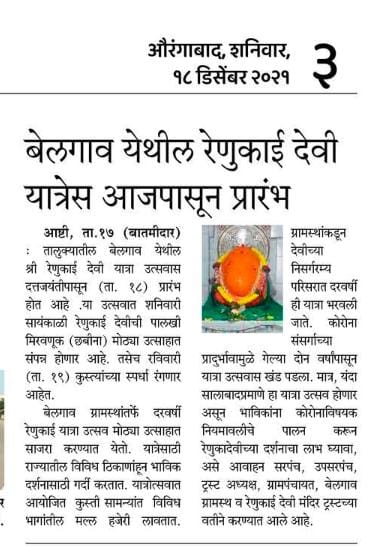 औरंगाबाद, शनिवार,
१८ डिसेंबर २०२१
३
बेलगाव येथील रेणुकाई देवी
यात्रेस आजपासून प्रारंभ
आष्टी, ता.१७ (बातमीदार)
: तालुक्यातील बेलगाव येथील
श्री रेणुकाई देवी यात्रा उत्सवास
दत्तजयंतीपासून (ता. १८) प्रारंभ
होत आहे .या उत्सवात शनिवारी
सायंकाळी रेणुकाई देवीची पालखी
मिरवणूक (छबीना) मोठ्या उत्साहात
संपन्न होणार आहे. तसेच रविवारी
(ता. १९) कुस्त्यांच्या स्पर्धा रंगणार
आहेत.
बेलगाव ग्रामस्थांतर्फे दरवर्षी
रेणुकाई यात्रा उत्सव मोठ्या उत्साहात
साजरा करण्यात येतो. यात्रेसाठी
राज्यातील विविध ठिकाणांहून भाविक
दर्शनासाठी गर्दी करतात. यात्रोत्सवात
आयोजित कुस्ती सामन्यांत विविध
भागांतील मल्ल हजेरी लावतात.
ग्रामस्थांकडून
देवीच्या
निसर्गरम्य
परिसरात दरवर्षी
ही यात्रा भरवली
जाते. कोरोना
संसर्गाच्या
प्रादुर्भावामुळे गेल्या दोन वर्षांपासून
यात्रा उत्सवास खंड पडला. मात्र, यंदा
सालाबादप्रमाणे हा यात्रा उत्सव होणार
असून भाविकांना कोरोनाविषयक
नियमावलीचे पालन करून
रेणुकादेवीच्या दर्शनाचा लाभ घ्यावा,
असे आवाहन सरपंच, उपसरपंच,
ट्रस्ट अध्यक्ष, ग्रामपंचायत, बेलगाव
ग्रामस्थ व रेणुकाई देवी मंदिर ट्रस्टच्या
वतीने करण्यात आले आहे.